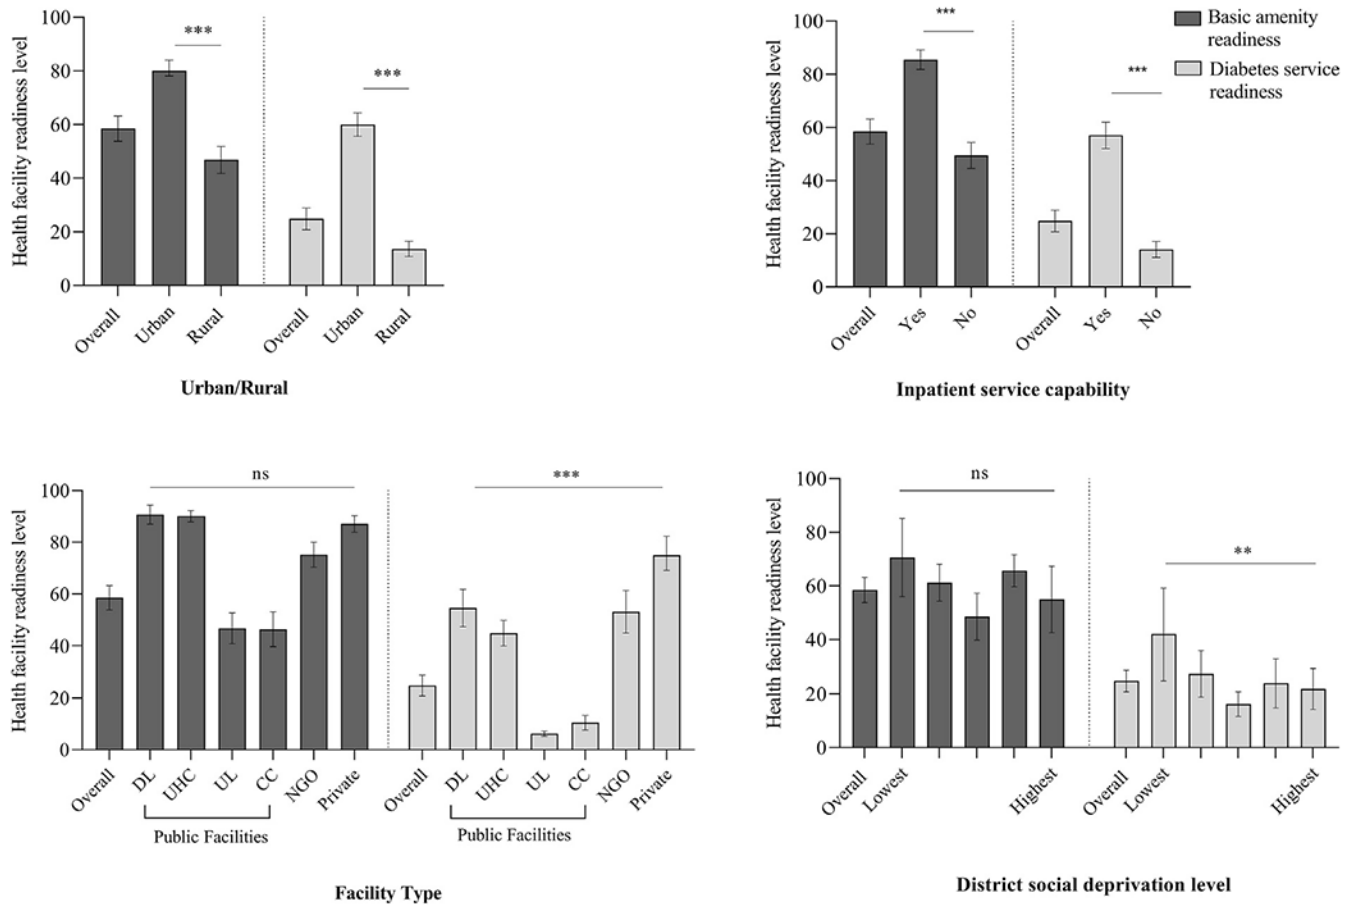 Health facility readiness level
100
80
60
40
20
0
***
***
Overall
Urban
Rural
Overall
Urban
Rural
Urban/Rural
Health facility readiness level
100
80
60
40
20
0
***
***
Overall
Yes
No
Overall
Yes
No
Inpatient service capability
Basic amenity
readiness
Diabetes service
readiness
Health facility readiness level
100
80
60
40
20
0
ns
***
Overall
DL
UHC
UL
CC
NGO
Private
Overall
DL
UHC
UL
CC
NGO
Private
Public Facilities
Public Facilities
Facility Type
Health facility readiness level
100
80
60
40
20
0
ns
**
Overall
Lowest
Highest
Overall
Lowest
Highest
District social deprivation level